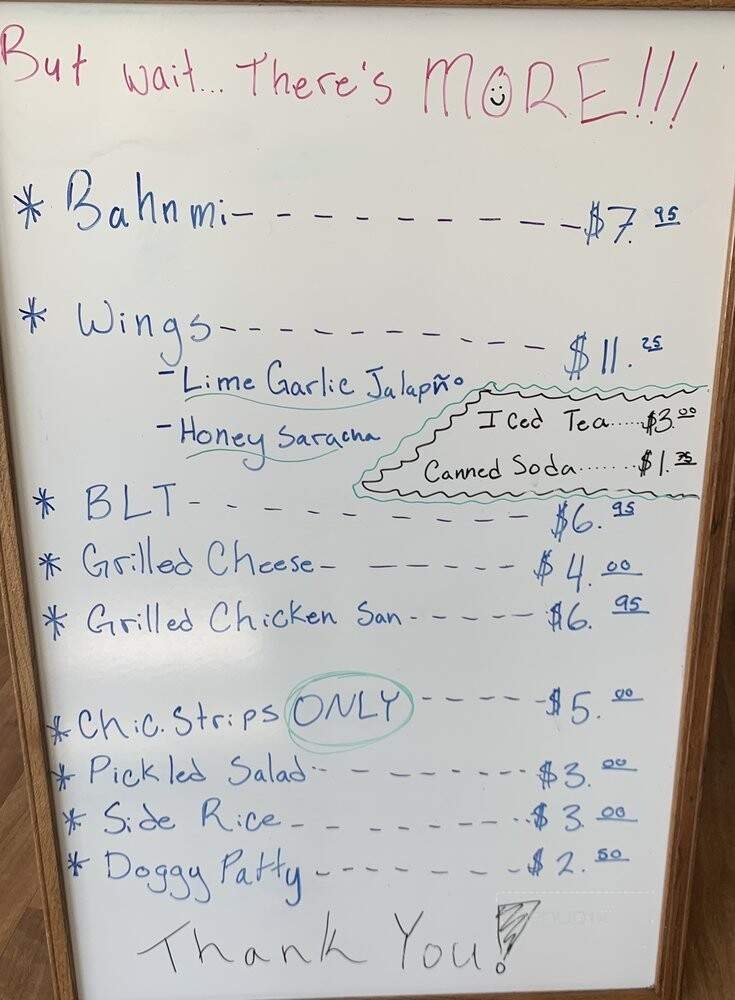 But wait... There's MORE!!!
* Bahn mi - - - - - - - - - - $7.95
* Wings - - - - - - - - - $11.25
- Lime Garlic Jalapño
- Honey Saracha
Iced Tea.....$3.00
Canned Soda.......$1.75
* BLT - - - - - - - - - $6.95
* Grilled Cheese - - - - - - - $4.00
* Grilled Chicken San - - - - - - $6.95
* Chic. Strips ONLY - - - - - $5.00
* Pickled Salad - - - - - - - $3.00
* Side Rice - - - - - - - $3.00
* Doggy Patty - - - - - - - $2.50
Thank You!